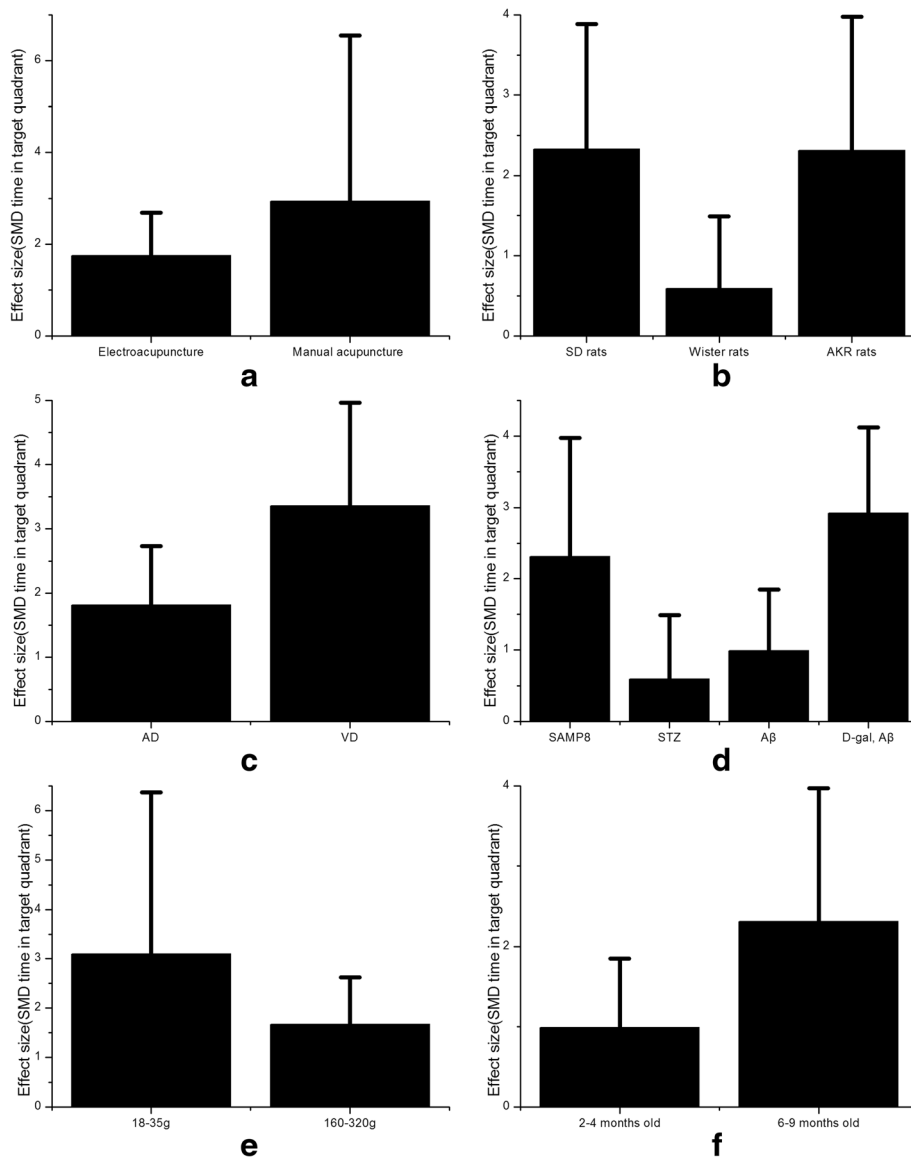 Effect size(SMD time in target quadrant)
6
4
2
0
Electroacupuncture Manual acupuncture
a
Effect size(SMD time in target quadrant)
4
3
2
1
0
SD rats Wister rats AKR rats
b
Effect size(SMD time in target quadrant)
5
4
3
2
1
0
AD VD
c
Effect size(SMD time in target quadrant)
4
3
2
1
0
SAMP8 STZ Aβ D-gal, Aβ
d
Effect size(SMD time in target quadrant)
6
5
4
3
2
1
0
18-35g 160-320g
e
Effect size(SMD time in target quadrant)
4
2
0
2-4 months old 6-9 months old
f